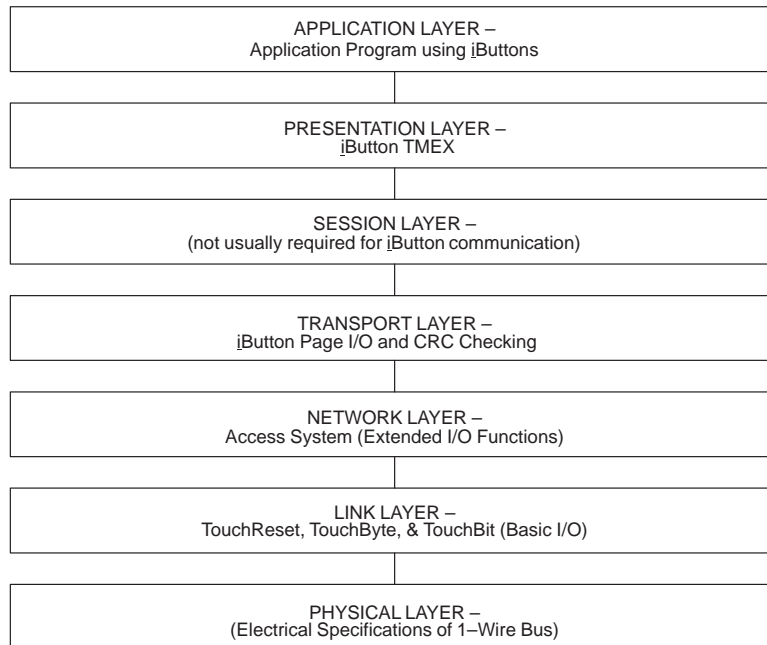 APPLICATION LAYER –
Application Program using iButtons
PRESENTATION LAYER –
iButton TMEX
SESSION LAYER –
(not usually required for iButton communication)
TRANSPORT LAYER –
iButton Page I/O and CRC Checking
NETWORK LAYER –
Access System (Extended I/O Functions)
LINK LAYER –
TouchReset, TouchByte, & TouchBit (Basic I/O)
PHYSICAL LAYER –
(Electrical Specifications of 1–Wire Bus)